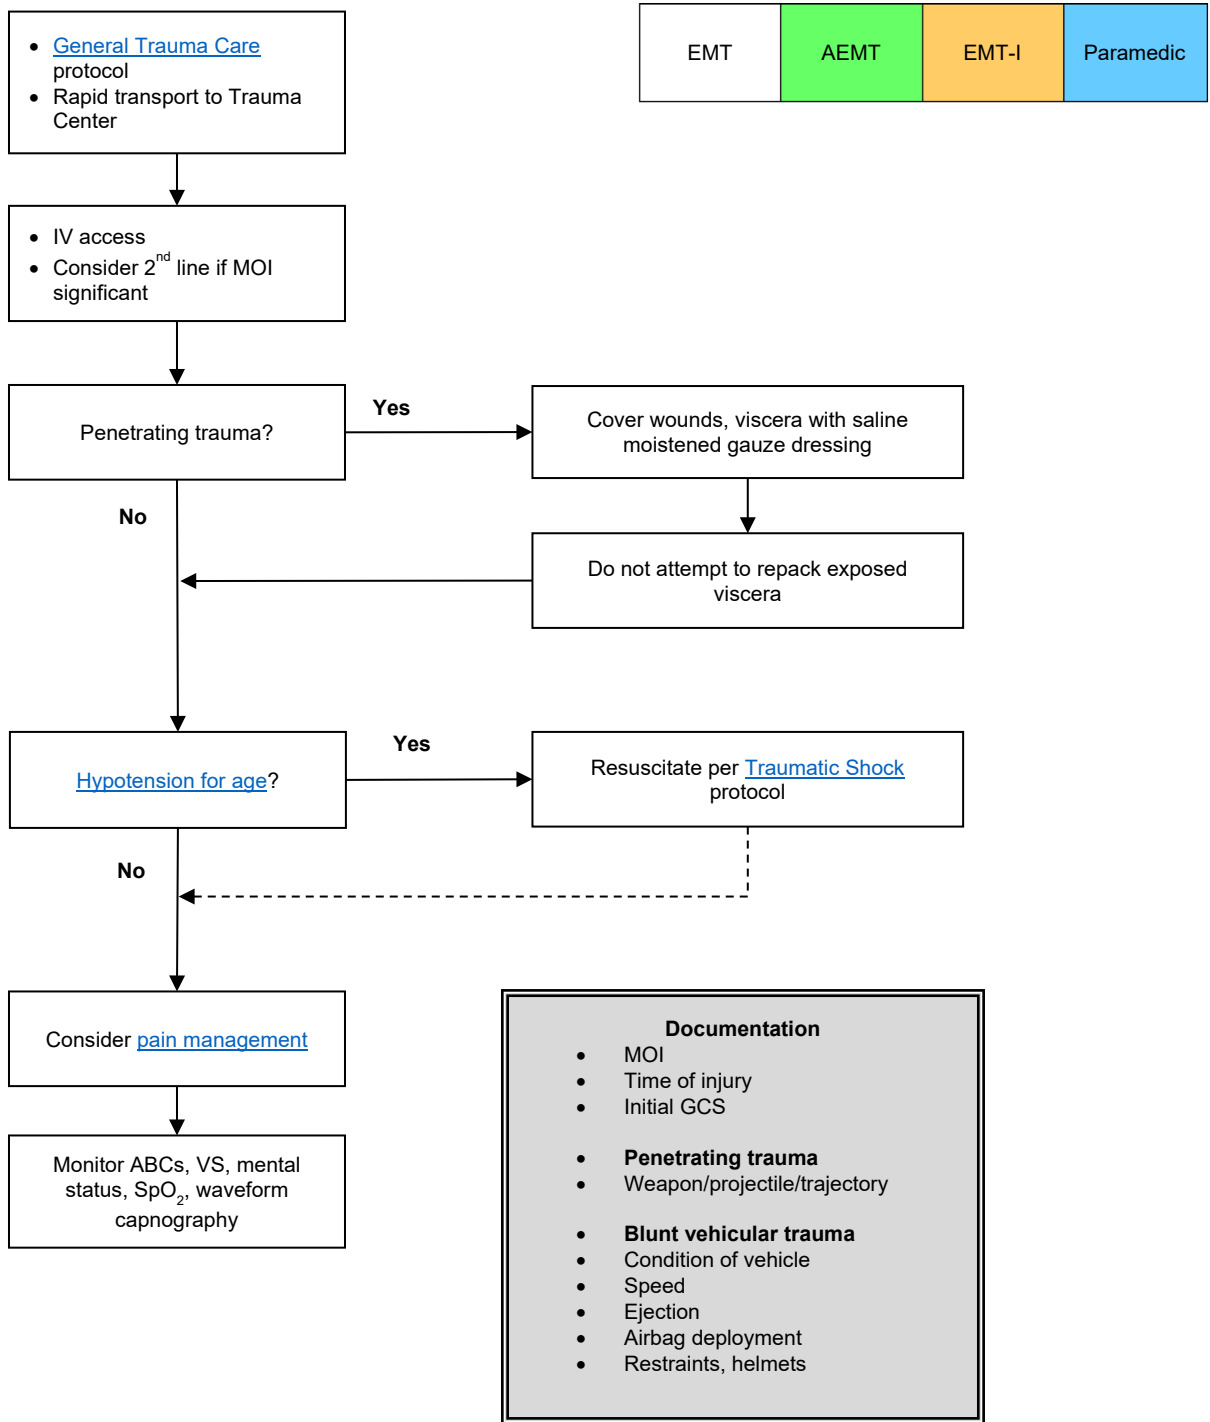 • General Trauma Care
protocol
• Rapid transport to Trauma
Center
EMT
AEMT
EMT-I
Paramedic
• IV access
• Consider 2nd line if MOI
significant
Penetrating trauma?
Yes
Cover wounds, viscera with saline
moistened gauze dressing
No
Do not attempt to repack exposed
viscera
Hypotension for age?
Yes
Resuscitate per Traumatic Shock
protocol
No
Consider pain management
Monitor ABCs, VS, mental
status, SpO2, waveform
capnography
Documentation
• MOI
• Time of injury
• Initial GCS
• Penetrating trauma
• Weapon/projectile/trajectory
• Blunt vehicular trauma
• Condition of vehicle
• Speed
• Ejection
• Airbag deployment
• Restraints, helmets